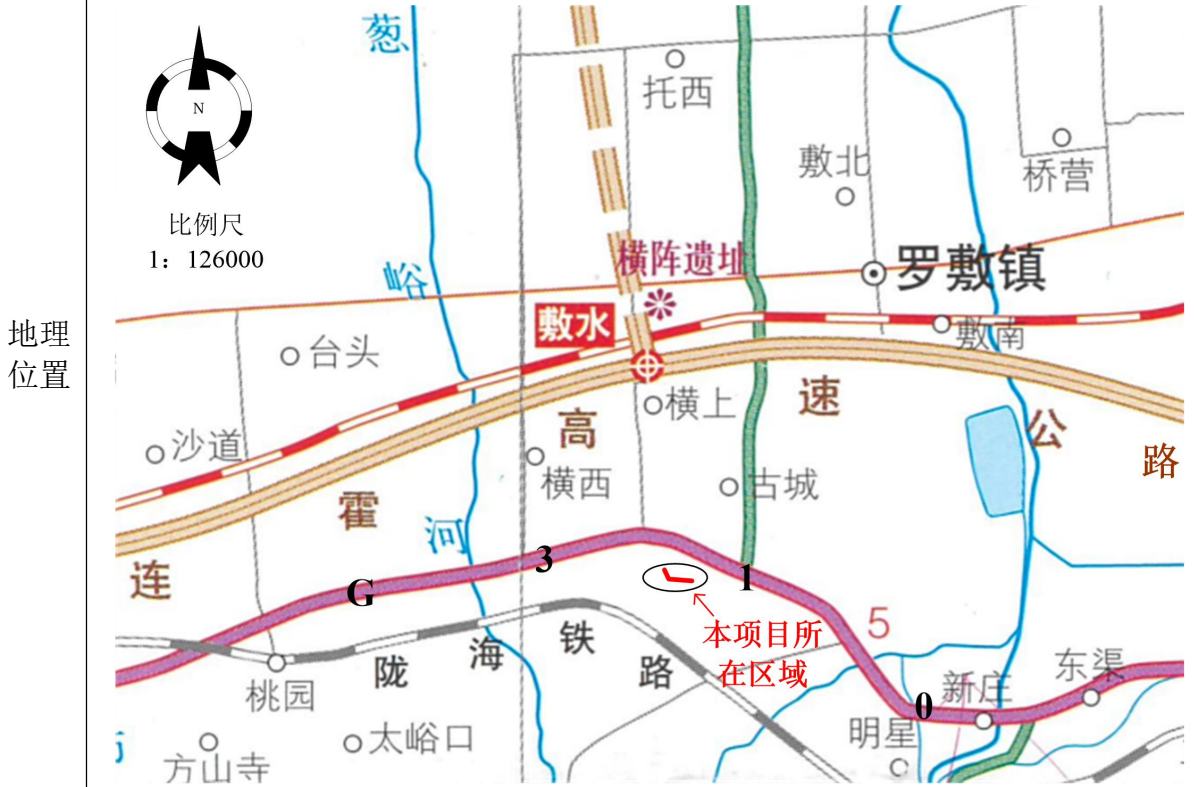 地理
位置
N
比例尺
1：126000
葱
峪
河
托西
敷北
桥营
横阵遗址
罗敷镇
敷水
敷南
台头
横上
沙道
横西
古城
连
霍
高
速
公
路
G
3
1
0
5
本项目所
在区域
陇
海
铁
路
桃园
太峪口
方山寺
新庄
东渠
明星